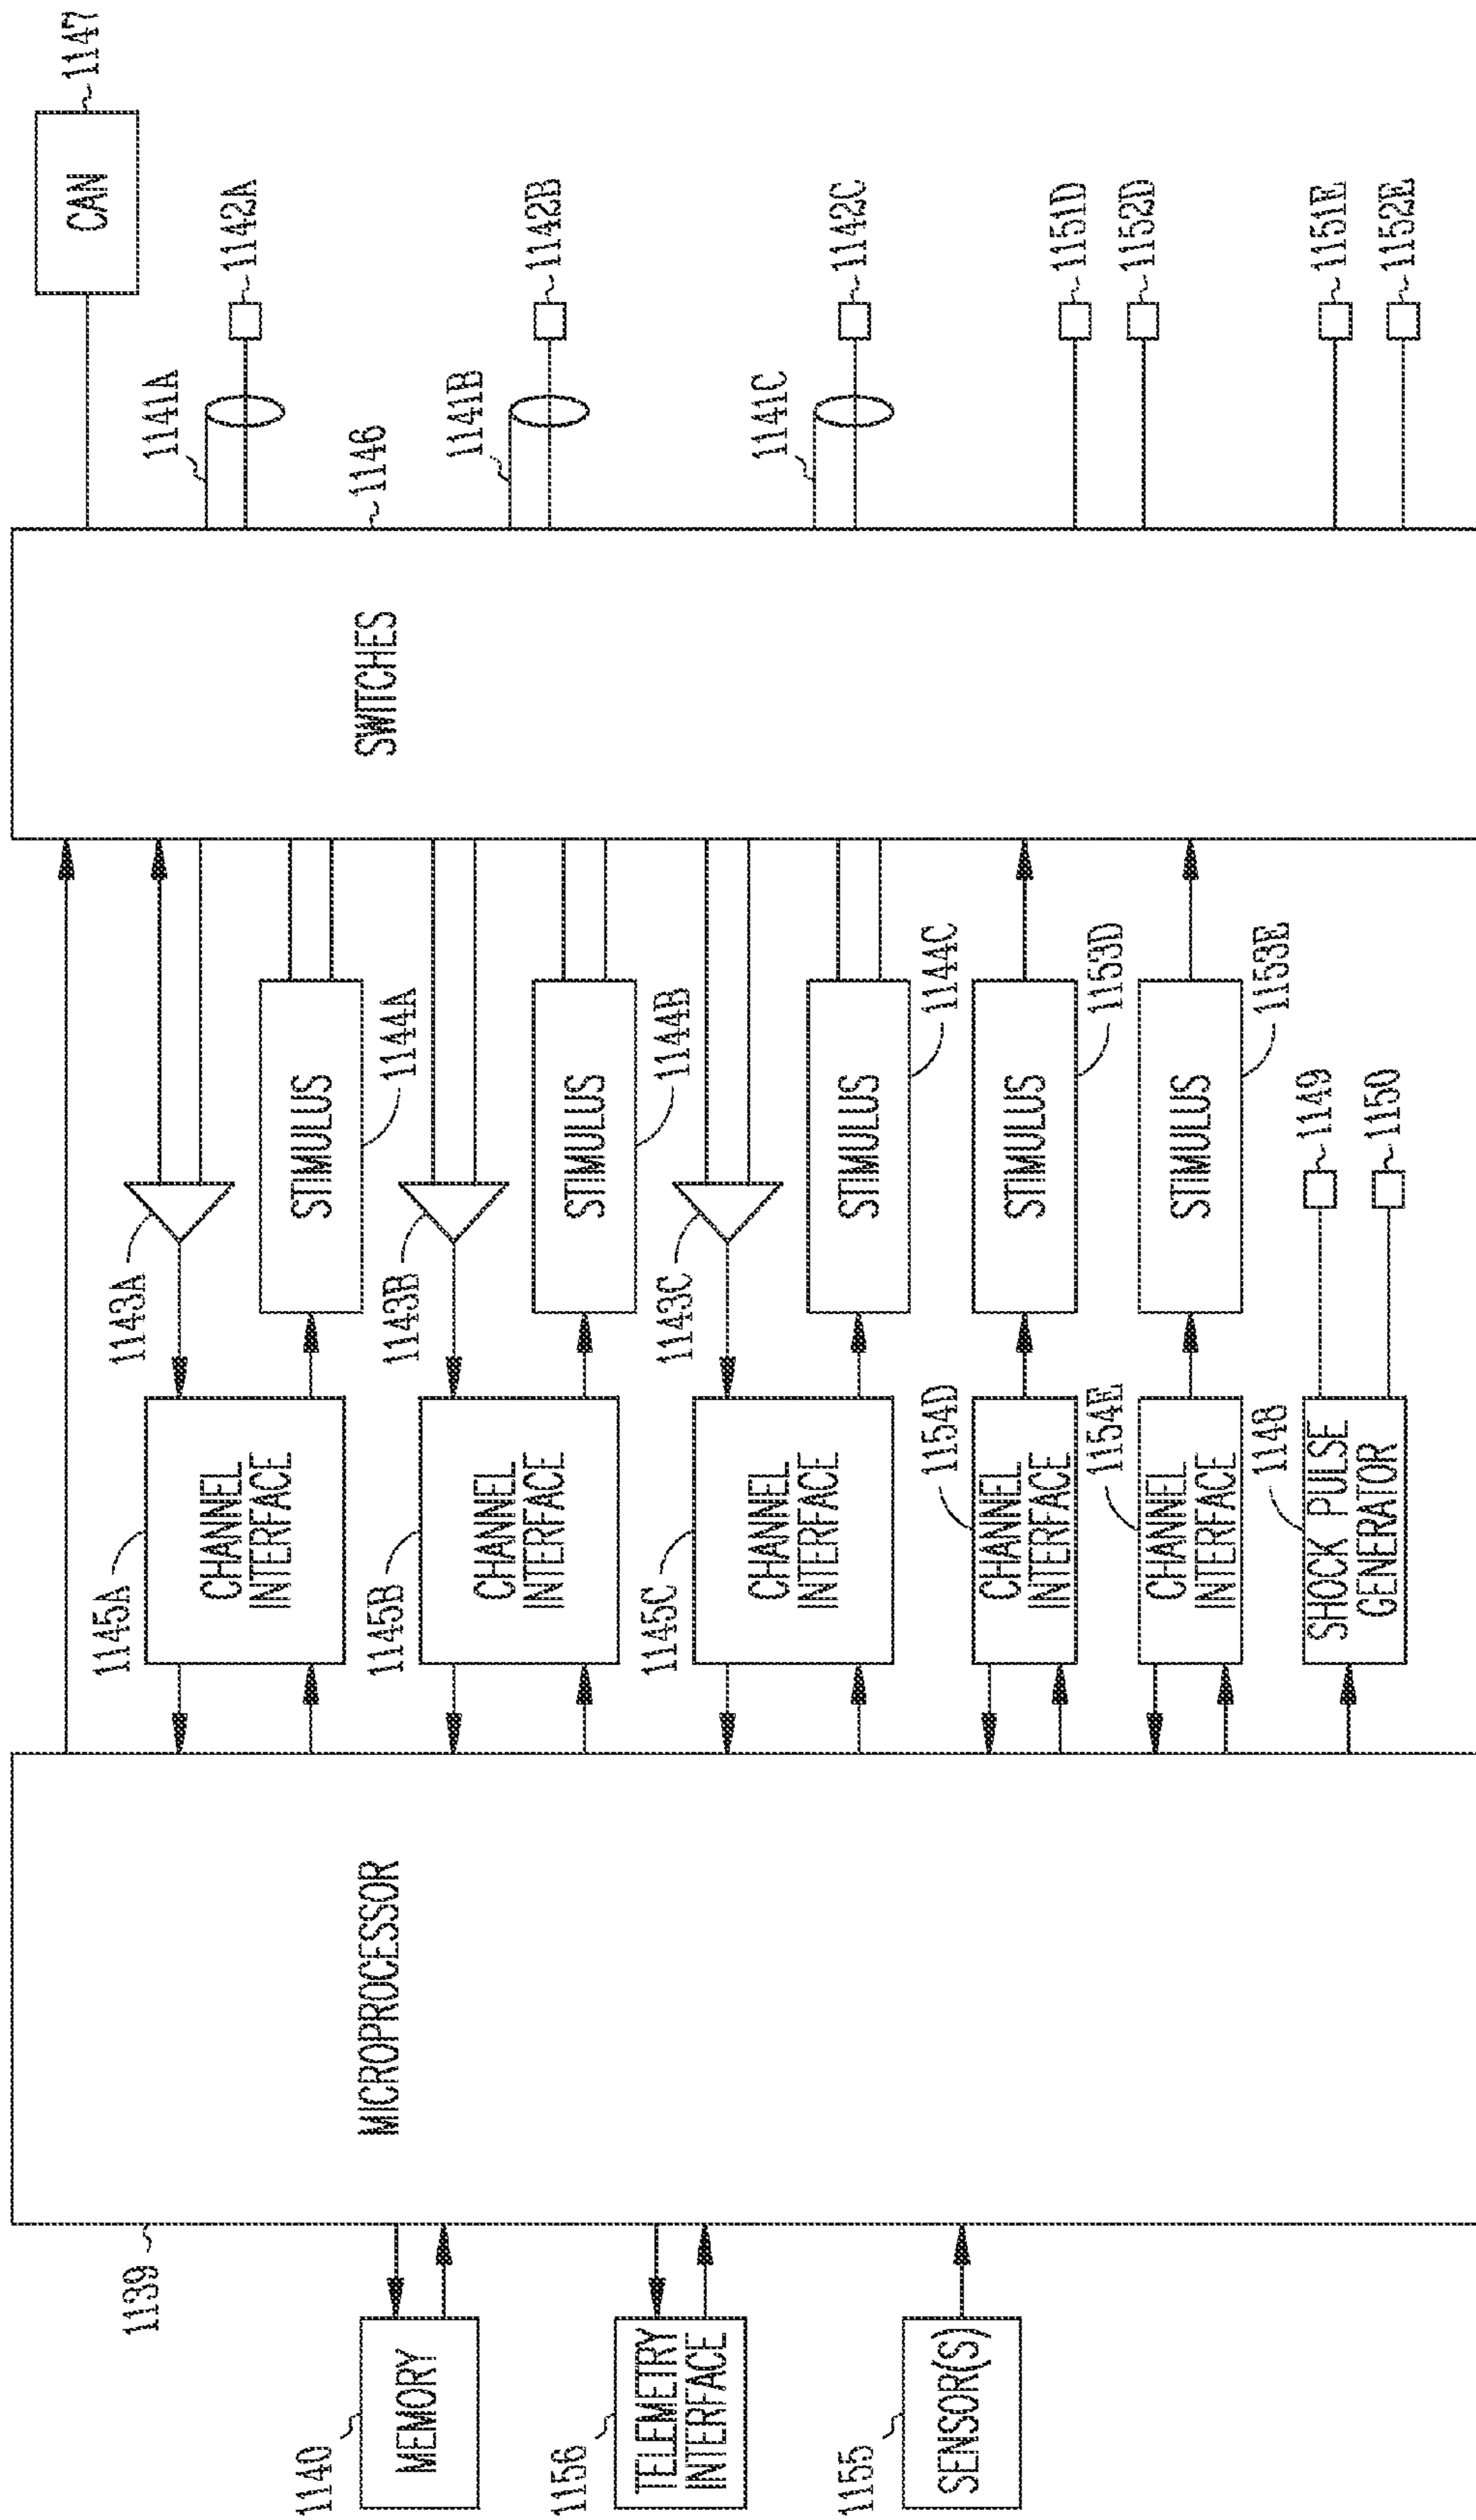 1139
MICROPROCESSOR
1140
MEMORY
1156
TELEMETRY
INTERFACE
1155
SENSOR(S)
1145A
CHANNEL
INTERFACE
1143A
STIMULUS
1144A
1145B
CHANNEL
INTERFACE
1143B
STIMULUS
1144B
1145C
CHANNEL
INTERFACE
1143C
STIMULUS
1144C
1154D
CHANNEL
INTERFACE
STIMULUS
1153D
1154E
CHANNEL
INTERFACE
STIMULUS
1153E
1148
SHOCK PULSE
GENERATOR
1149
1150
SWITCHES
1146
CAN
1147
1141A
1142A
1141B
1142B
1141C
1142C
1151D
1152D
1151E
1152E